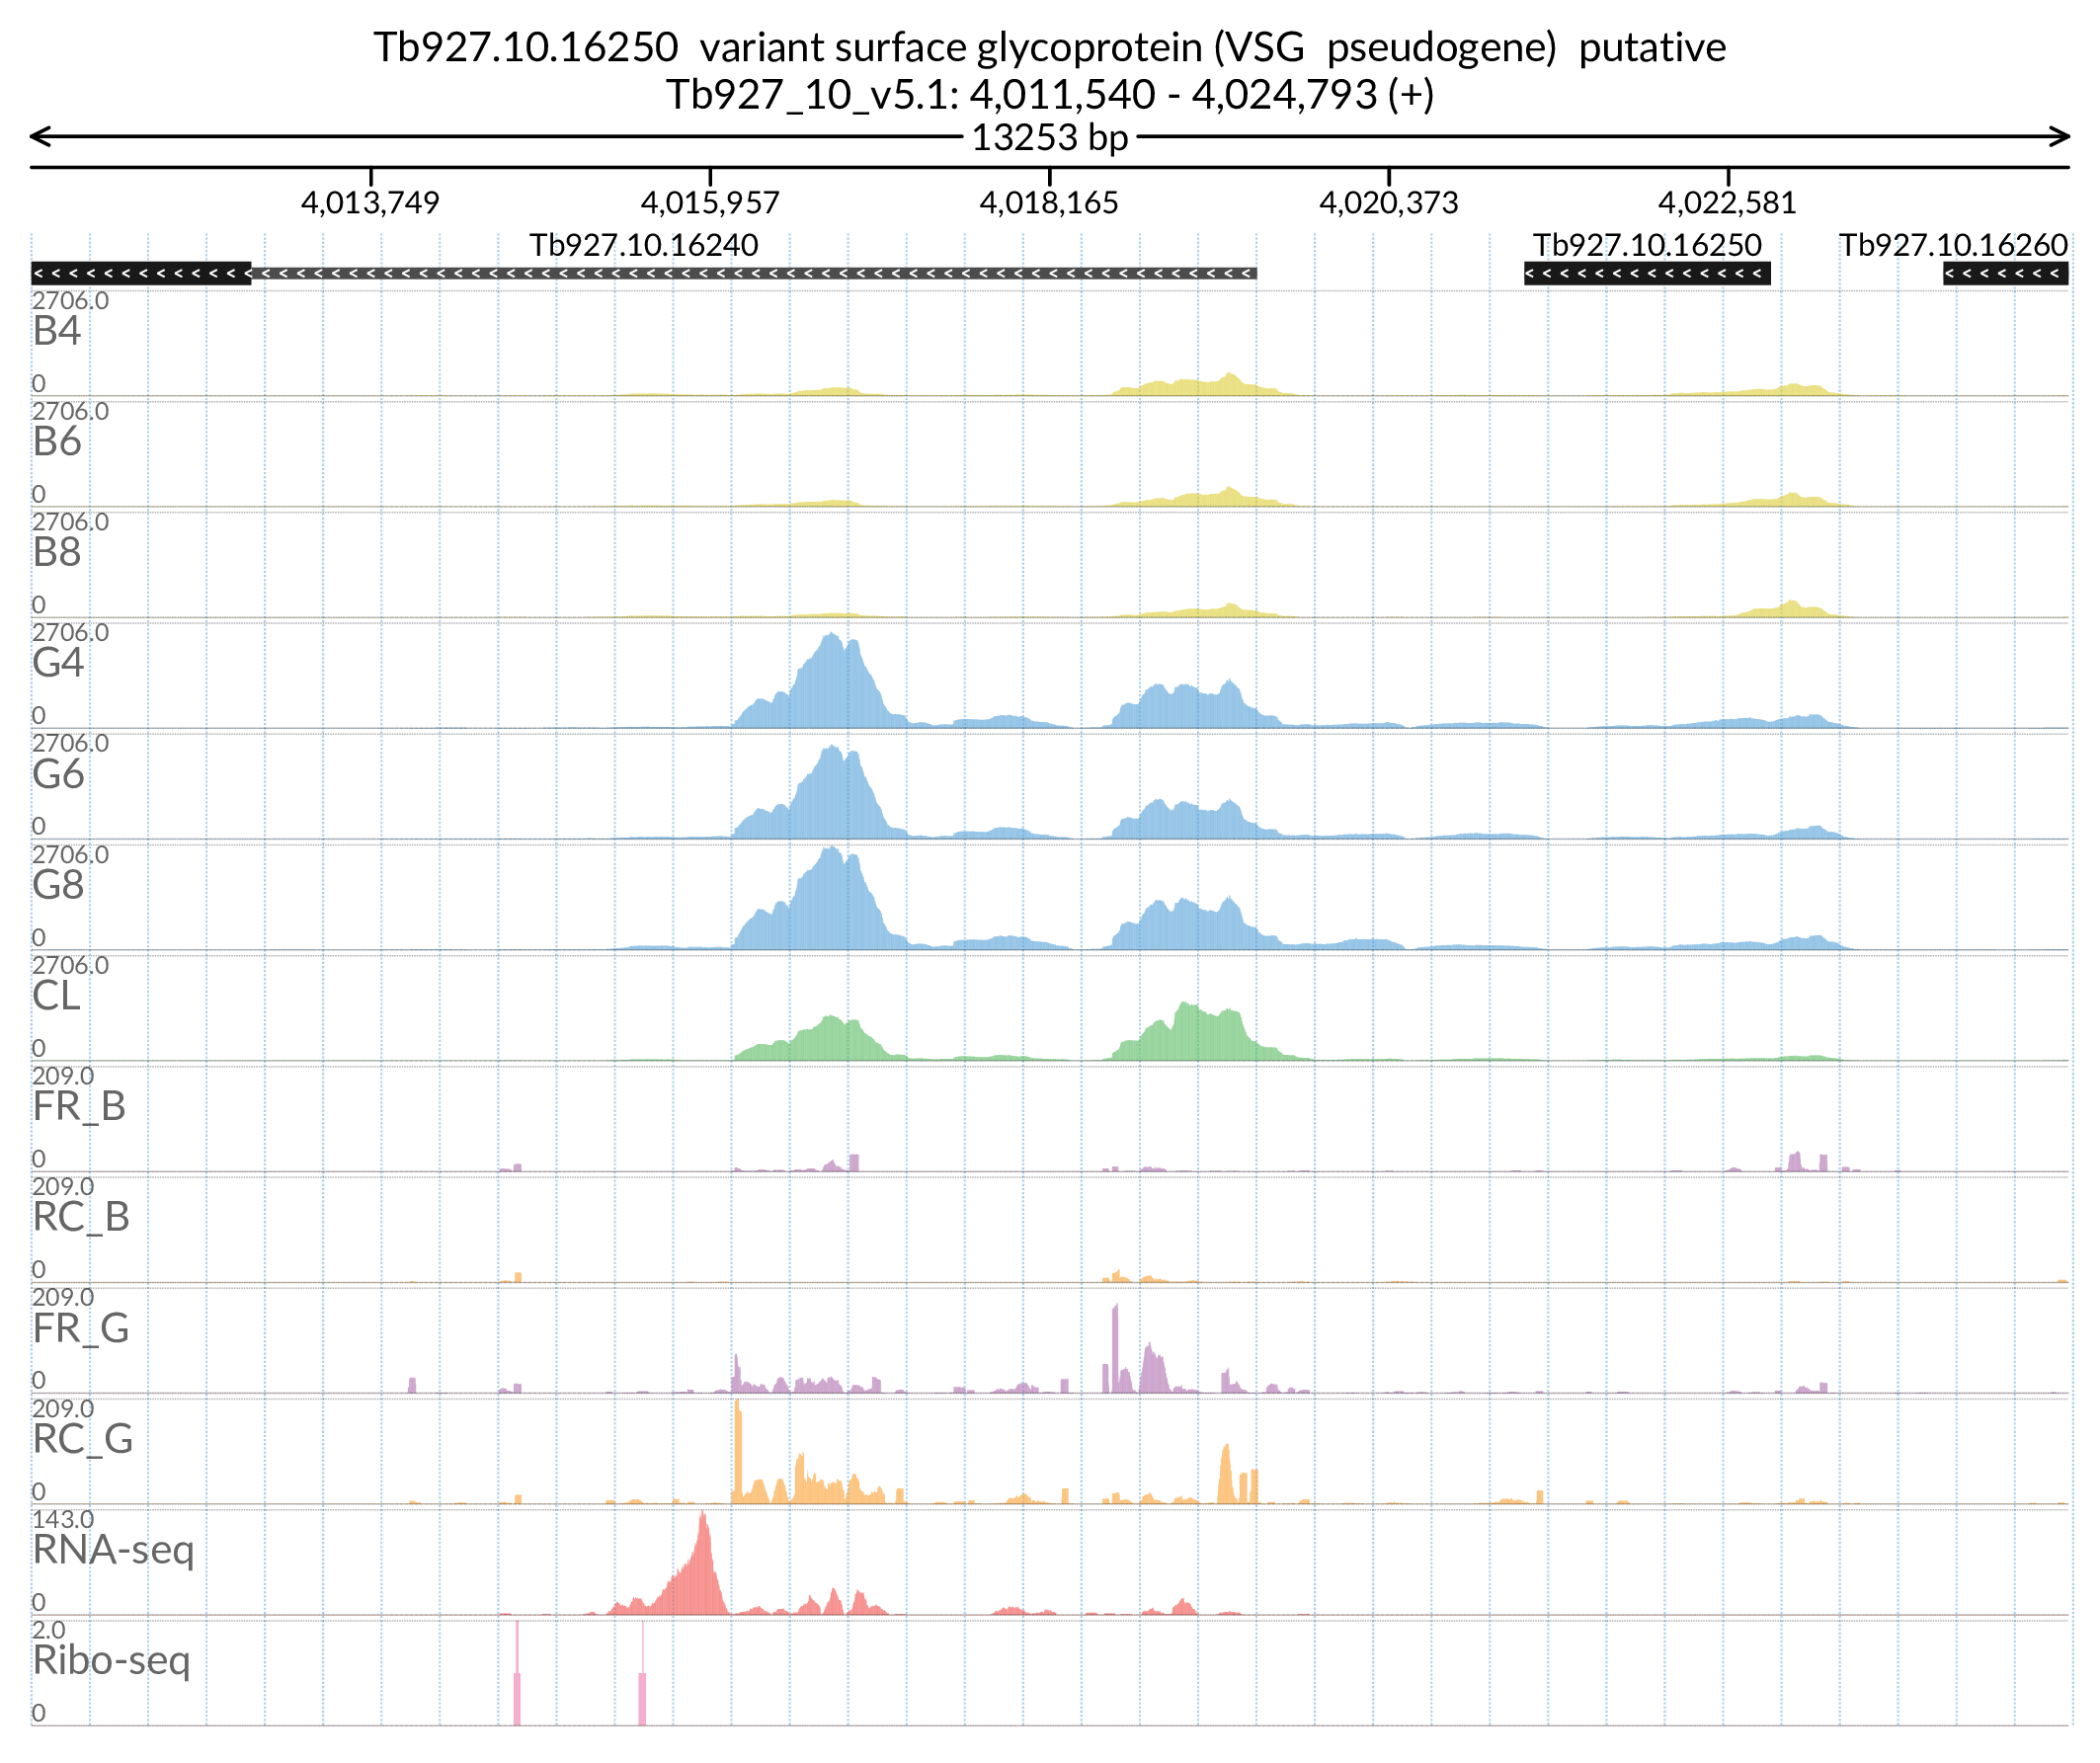 Tb927.10.16250  variant surface glycoprotein (VSG  pseudogene)  putative
Tb927_10_v5.1: 4,011,540 - 4,024,793 (+)
13253 bp
4,013,749 4,015,957 4,018,165 4,020,373 4,022,581
Tb927.10.16240 Tb927.10.16250 Tb927.10.16260
2706.0
B4
0
2706.0
B6
0
2706.0
B8
0
2706.0
G4
0
2706.0
G6
0
2706.0
G8
0
2706.0
CL
0
209.0
FR_B
0
209.0
RC_B
0
209.0
FR_G
0
209.0
RC_G
0
143.0
RNA-seq
0
2.0
Ribo-seq
0